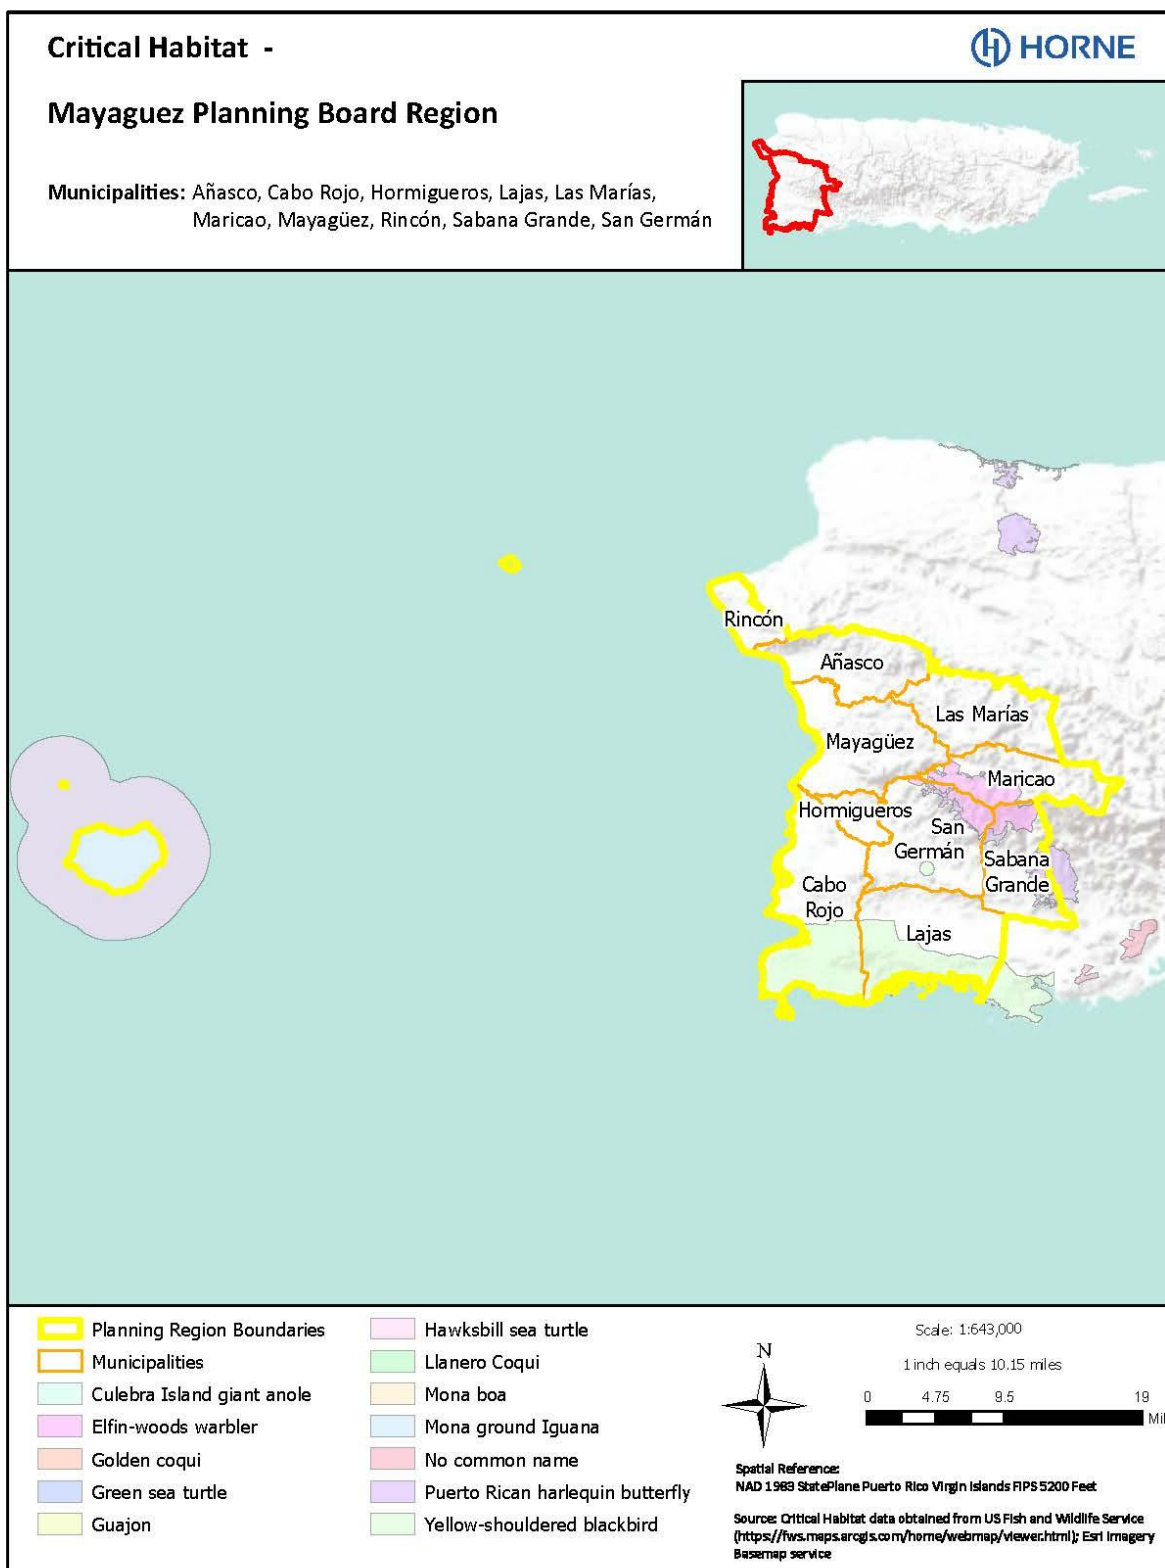 Critical Habitat -
HORNE
Mayaguez Planning Board Region
Municipalities: Añasco, Cabo Rojo, Hormigueros, Lajas, Las Marías,
Maricao, Mayagüez, Rincón, Sabana Grande, San Germán
Rincón
Añasco
Las Marías
Mayagüez
Maricao
Hormigueros
San
Germán
Sabana
Grande
Cabo
Rojo
Lajas
Planning Region Boundaries
Municipalities
Culebra Island giant anole
Elfin-woods warbler
Golden coqui
Green sea turtle
Guajon
Hawksbill sea turtle
Llanero Coqui
Mona boa
Mona ground Iguana
No common name
Puerto Rican harlequin butterfly
Yellow-shouldered blackbird
N
Scale: 1:643,000
1 inch equals 10.15 miles
0 4.75 9.5 19
Mil
Spatial Reference:
NAD 1983 StatePlane Puerto Rico Virgin Islands FIPS 5200 Feet
Source: Critical Habitat data obtained from US Fish and Wildlife Service
(https://fws.maps.arcgis.com/home/webmap/viewer.html); Esri Imagery
Basemap service